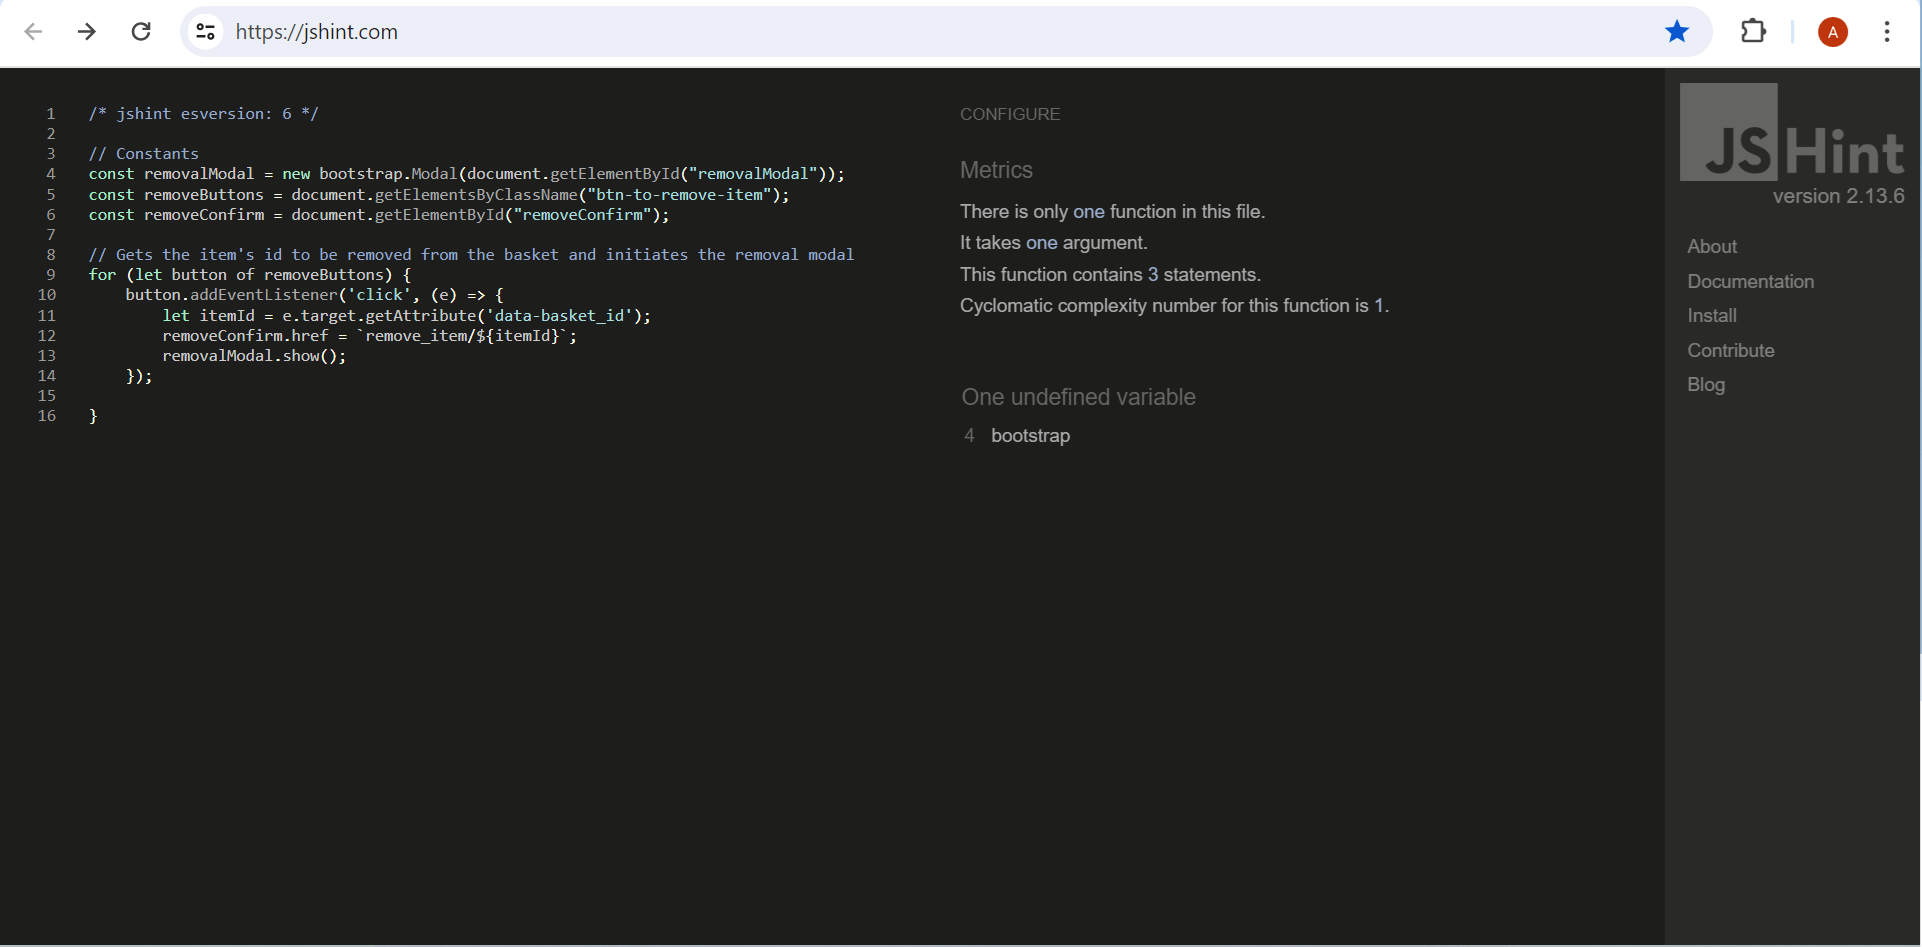 https://jshint.com
A
1 /* jshint esversion: 6 */
2
3 // Constants
4 const removalModal = new bootstrap.Modal(document.getElementById("removalModal"));
5 const removeButtons = document.getElementsByClassName("btn-to-remove-item");
6 const removeConfirm = document.getElementById("removeConfirm");
7
8 // Gets the item's id to be removed from the basket and initiates the removal modal
9 for (let button of removeButtons) {
10     button.addEventListener('click', (e) => {
11         let itemId = e.target.getAttribute('data-basket_id');
12         removeConfirm.href = `remove_item/${itemId}`;
13         removalModal.show();
14     });
15
16 }
CONFIGURE
Metrics
There is only one function in this file.
It takes one argument.
This function contains 3 statements.
Cyclomatic complexity number for this function is 1.
One undefined variable
4 bootstrap
JSHint
version 2.13.6
About
Documentation
Install
Contribute
Blog